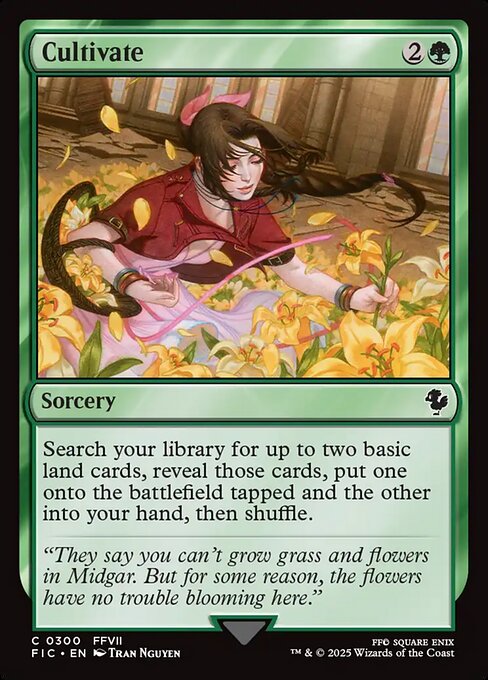 Cultivate 2
Sorcery
Search your library for up to two basic
land cards, reveal those cards, put one
onto the battlefield tapped and the other
into your hand, then shuffle.
“They say you can’t grow grass and flowers
in Midgar. But for some reason, the flowers
have no trouble blooming here.”
C 0300 FFVII
FIC • EN Tran Nguyen
FF© SQUARE ENIX
™ & © 2025 Wizards of the Coast